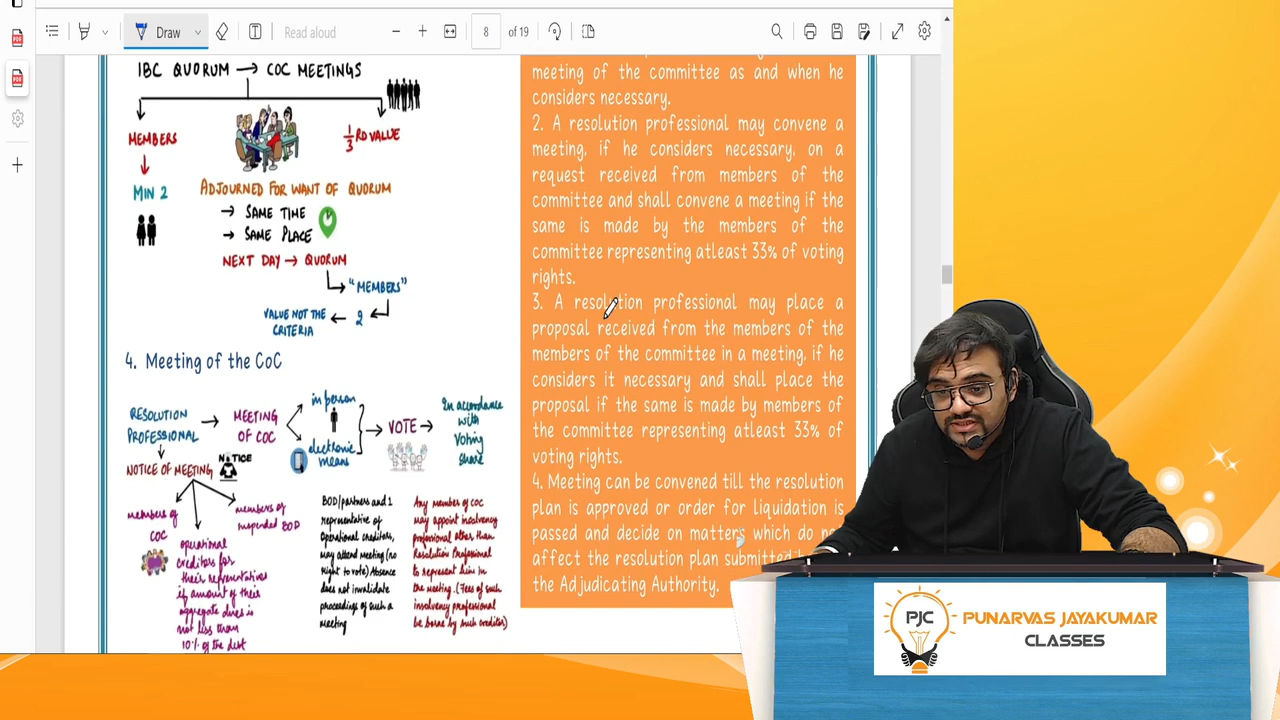 Draw
Read aloud
8
of 19
IBC QUORUM → COC MEETINGS
MEMBERS
1/3 RD VALUE
MIN 2
ADJOURNED FOR WANT OF QUORUM
→ SAME TIME
→ SAME PLACE
NEXT DAY → QUORUM
"MEMBERS"
2
VALUE NOT THE
CRITERIA
4. Meeting of the CoC
RESOLUTION
PROFESSIONAL
MEETING
OF COC
in person
electronic
means
VOTE →
In accordance
with
voting
share
NOTICE OF MEETING
NOTICE
members of
COC
operational
creditors for
their representatives
if amount of their
aggregate dues is
not less than
10% of the debt
members of
suspended BOD
BOD/partners and 1
representative of
operational creditors,
may attend meeting (no
right to vote) Absence
does not invalidate
proceedings of such a
meeting
Any member of COC
may appoint insolvency
professional other than
Resolution Professional
to represent him in
the meeting. (Fees of such
insolvency professional
be borne by such creditor)
meeting of the committee as and when he
considers necessary.
2. A resolution professional may convene a
meeting, if he considers necessary, on a
request received from members of the
committee and shall convene a meeting if the
same is made by the members of the
committee representing atleast 33% of voting
rights.
3. A resolution professional may place a
proposal received from the members of the
members of the committee in a meeting, if he
considers it necessary and shall place the
proposal if the same is made by members of
the committee representing atleast 33% of
voting rights.
4. Meeting can be convened till the resolution
plan is approved or order for liquidation is
passed and decide on matters which do
affect the resolution plan submitted
the Adjudicating Authority.
PJC
PUNARVAS JAYAKUMAR
CLASSES